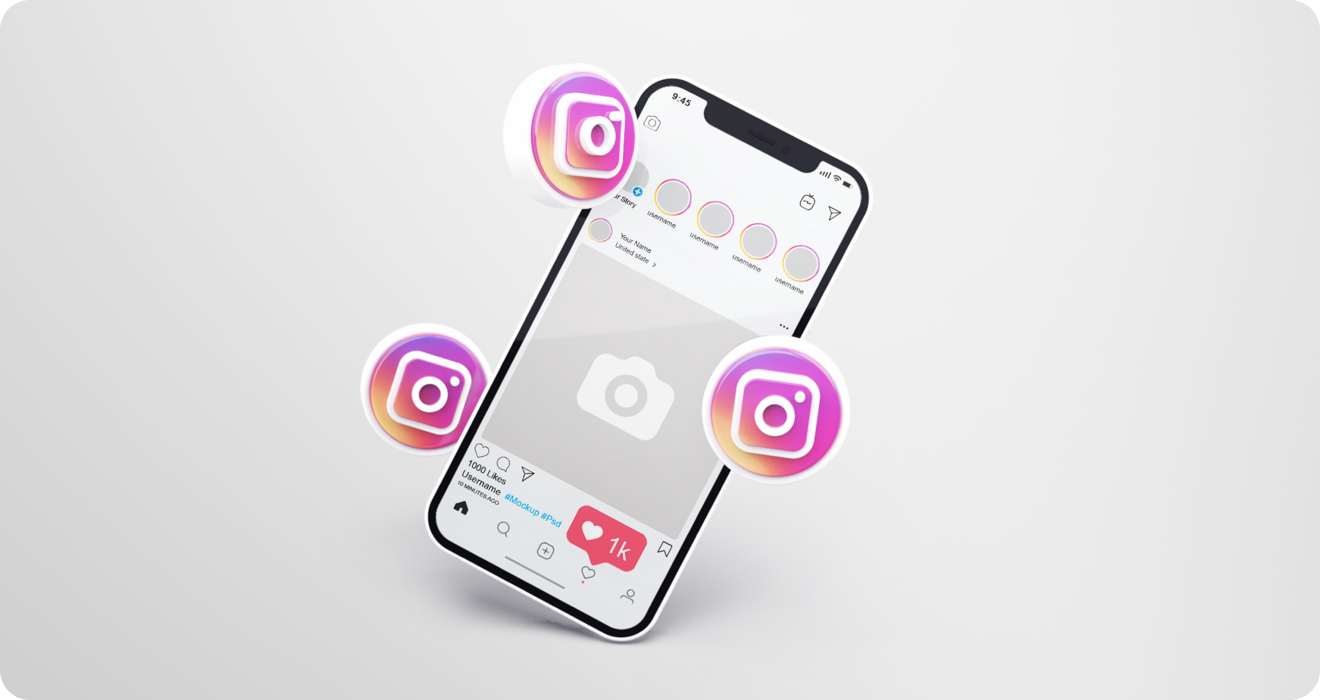 9:45
r Story
username
username
username
username
Your Name
United state >
1000 Likes
Username #Mockup #Psd
10 MINUTES AGO
1k